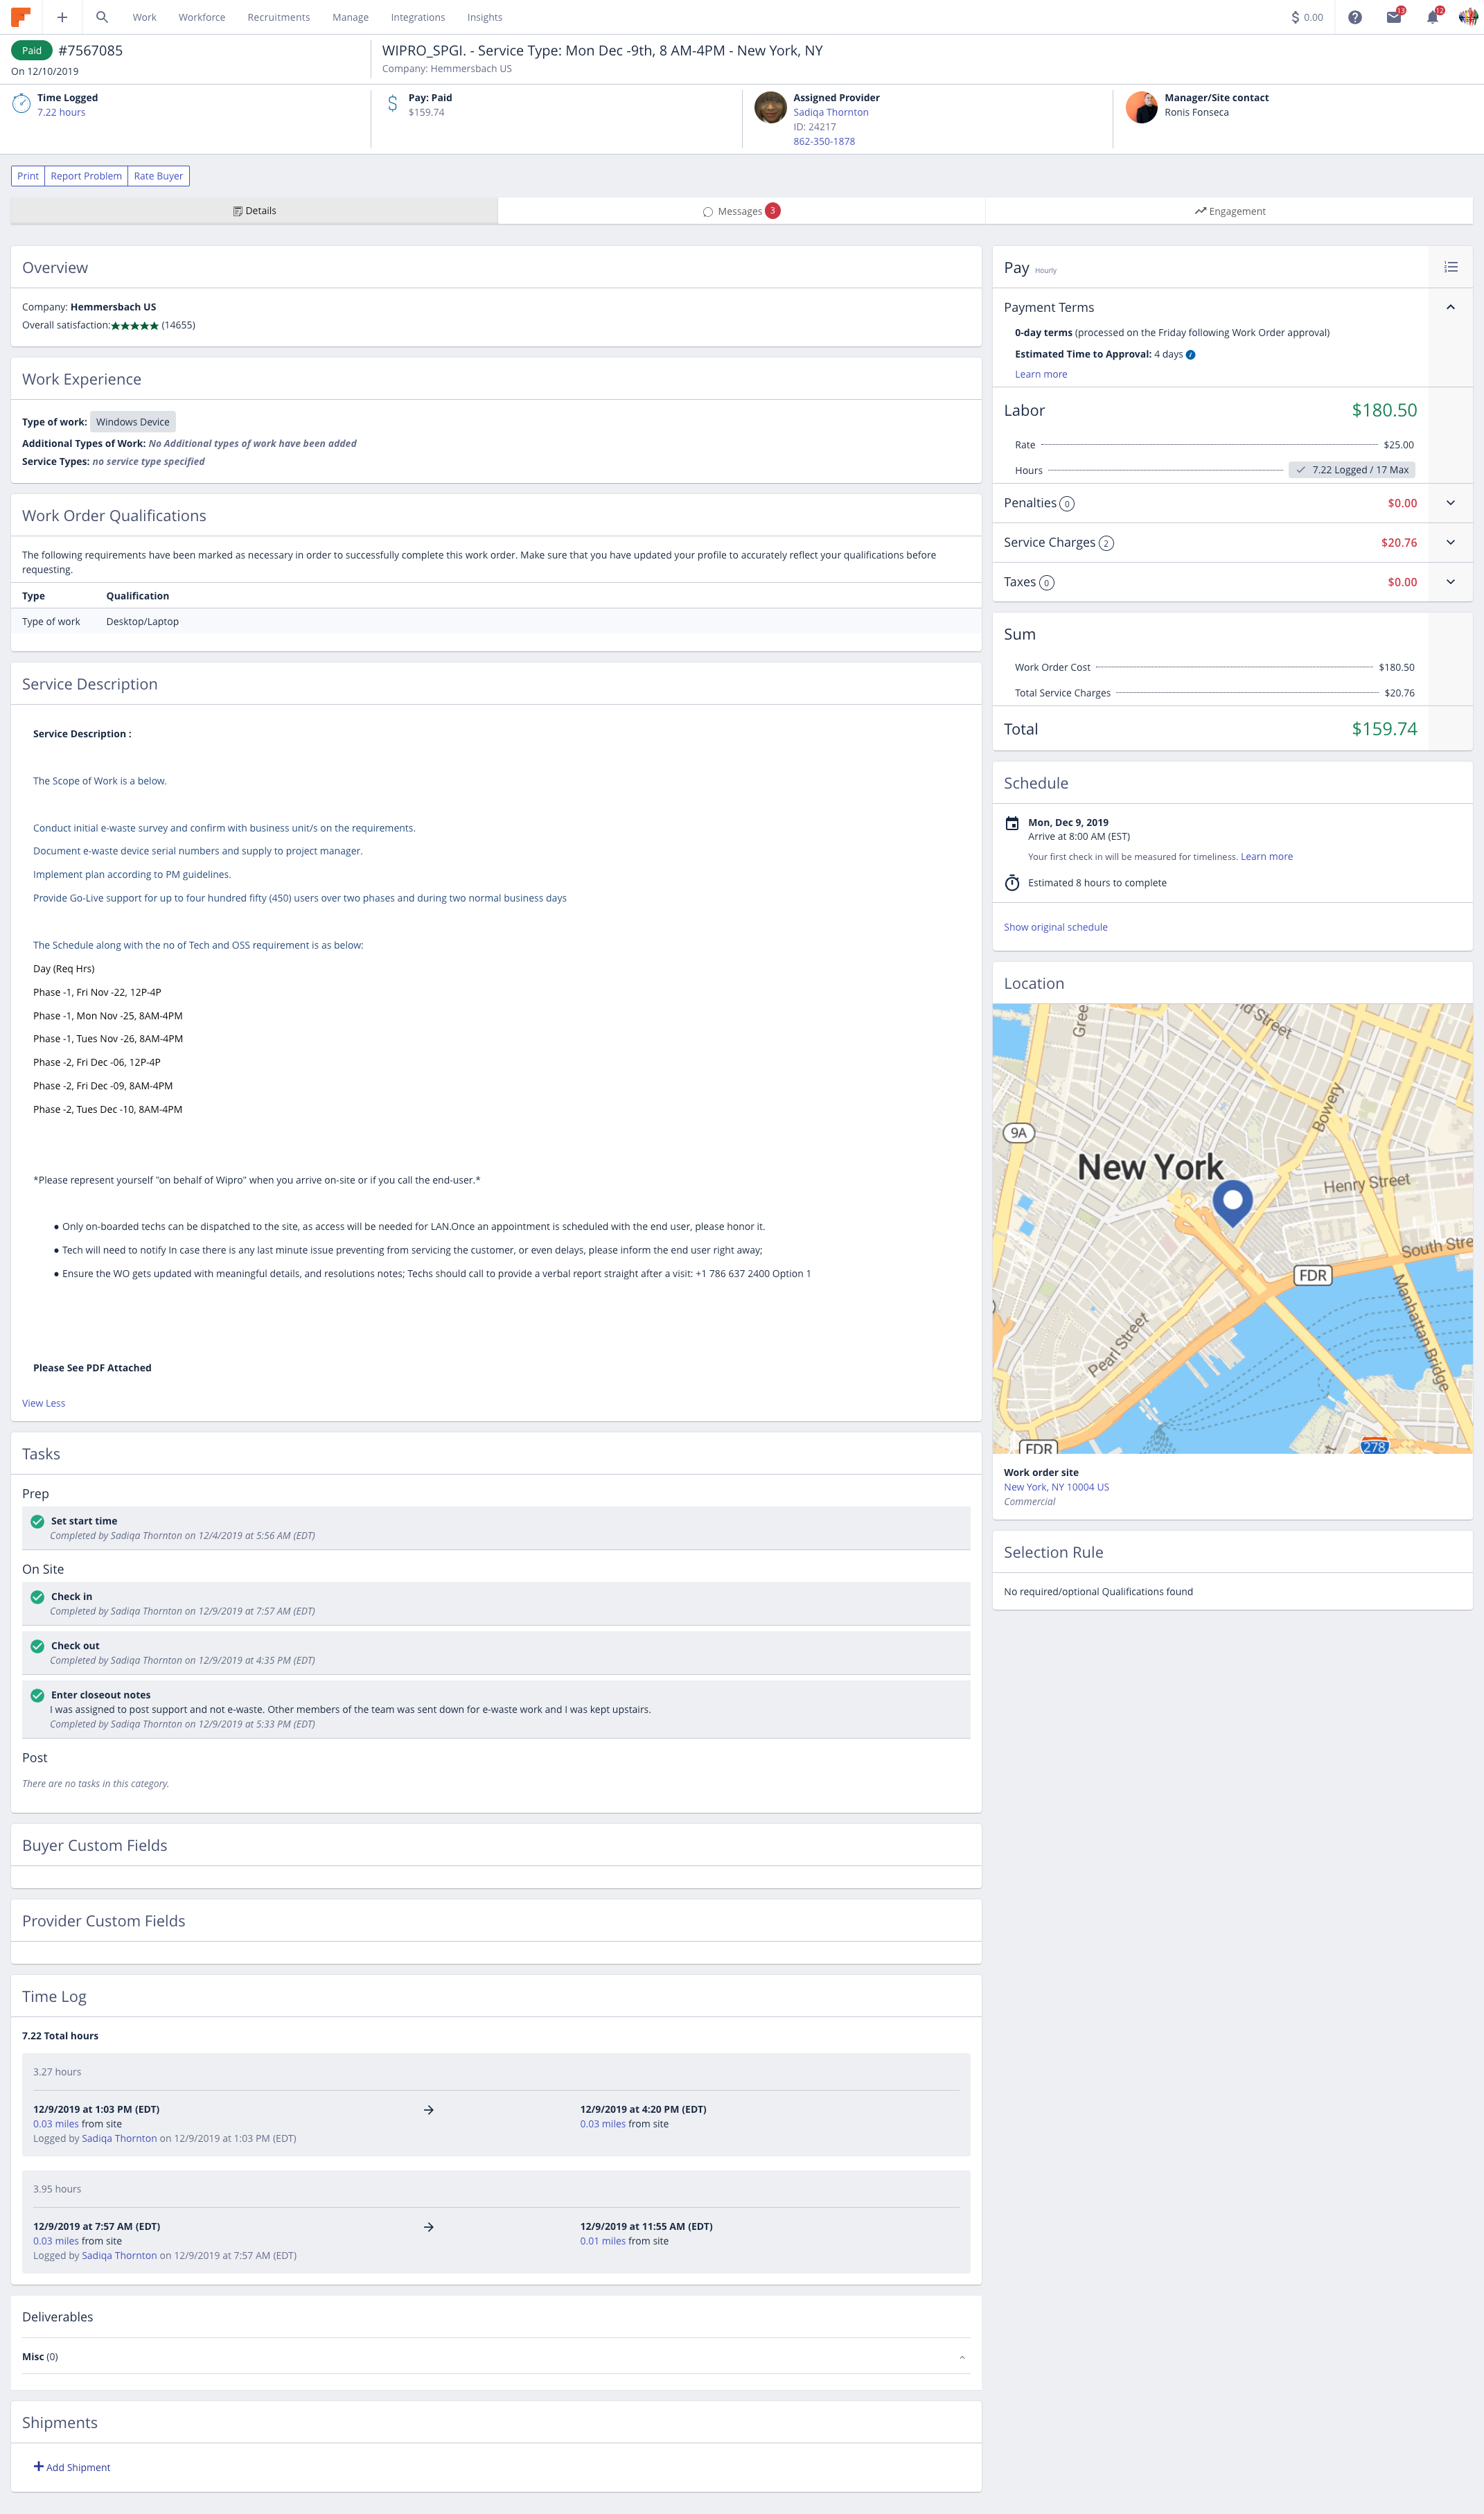 Work Workforce Recruitments Manage Integrations Insights
$ 0.00
13
12
Paid #7567085
On 12/10/2019
WIPRO_SPGI. - Service Type: Mon Dec -9th, 8 AM-4PM - New York, NY
Company: Hemmersbach US
Time Logged
7.22 hours
Pay: Paid
$159.74
Assigned Provider
Sadiqa Thornton
ID: 24217
862-350-1878
Manager/Site contact
Ronis Fonseca
Print Report Problem Rate Buyer
Details
Messages 3
Engagement
Overview
Company: Hemmersbach US
Overall satisfaction:★★★★★ (14655)
Work Experience
Type of work: Windows Device
Additional Types of Work: No Additional types of work have been added
Service Types: no service type specified
Work Order Qualifications
The following requirements have been marked as necessary in order to successfully complete this work order. Make sure that you have updated your profile to accurately reflect your qualifications before
requesting.
Type Qualification
Type of work Desktop/Laptop
Service Description
Service Description :
The Scope of Work is a below.
Conduct initial e-waste survey and confirm with business unit/s on the requirements.
Document e-waste device serial numbers and supply to project manager.
Implement plan according to PM guidelines.
Provide Go-Live support for up to four hundred fifty (450) users over two phases and during two normal business days
The Schedule along with the no of Tech and OSS requirement is as below:
Day (Req Hrs)
Phase -1, Fri Nov -22, 12P-4P
Phase -1, Mon Nov -25, 8AM-4PM
Phase -1, Tues Nov -26, 8AM-4PM
Phase -2, Fri Dec -06, 12P-4P
Phase -2, Fri Dec -09, 8AM-4PM
Phase -2, Tues Dec -10, 8AM-4PM
*Please represent yourself "on behalf of Wipro" when you arrive on-site or if you call the end-user.*
● Only on-boarded techs can be dispatched to the site, as access will be needed for LAN.Once an appointment is scheduled with the end user, please honor it.
● Tech will need to notify In case there is any last minute issue preventing from servicing the customer, or even delays, please inform the end user right away;
● Ensure the WO gets updated with meaningful details, and resolutions notes; Techs should call to provide a verbal report straight after a visit: +1 786 637 2400 Option 1
Please See PDF Attached
View Less
Tasks
Prep
Set start time
Completed by Sadiqa Thornton on 12/4/2019 at 5:56 AM (EDT)
On Site
Check in
Completed by Sadiqa Thornton on 12/9/2019 at 7:57 AM (EDT)
Check out
Completed by Sadiqa Thornton on 12/9/2019 at 4:35 PM (EDT)
Enter closeout notes
I was assigned to post support and not e-waste. Other members of the team was sent down for e-waste work and I was kept upstairs.
Completed by Sadiqa Thornton on 12/9/2019 at 5:33 PM (EDT)
Post
There are no tasks in this category.
Buyer Custom Fields
Provider Custom Fields
Time Log
7.22 Total hours
3.27 hours
12/9/2019 at 1:03 PM (EDT) → 12/9/2019 at 4:20 PM (EDT)
0.03 miles from site 0.03 miles from site
Logged by Sadiqa Thornton on 12/9/2019 at 1:03 PM (EDT)
3.95 hours
12/9/2019 at 7:57 AM (EDT) → 12/9/2019 at 11:55 AM (EDT)
0.03 miles from site 0.01 miles from site
Logged by Sadiqa Thornton on 12/9/2019 at 7:57 AM (EDT)
Deliverables
Misc (0)
Shipments
+ Add Shipment
Pay Hourly
Payment Terms
0-day terms (processed on the Friday following Work Order approval)
Estimated Time to Approval: 4 days
Learn more
Labor $180.50
Rate $25.00
Hours 7.22 Logged / 17 Max
Penalties 0 $0.00
Service Charges 2 $20.76
Taxes 0 $0.00
Sum
Work Order Cost $180.50
Total Service Charges $20.76
Total $159.74
Schedule
Mon, Dec 9, 2019
Arrive at 8:00 AM (EST)
Your first check in will be measured for timeliness. Learn more
Estimated 8 hours to complete
Show original schedule
Location
Gree
nd Street
Bowery
9A
New York
Henry Street
South Stre
FDR
Manhattan Bridge
Pearl Street
FDR
278
Work order site
New York, NY 10004 US
Commercial
Selection Rule
No required/optional Qualifications found